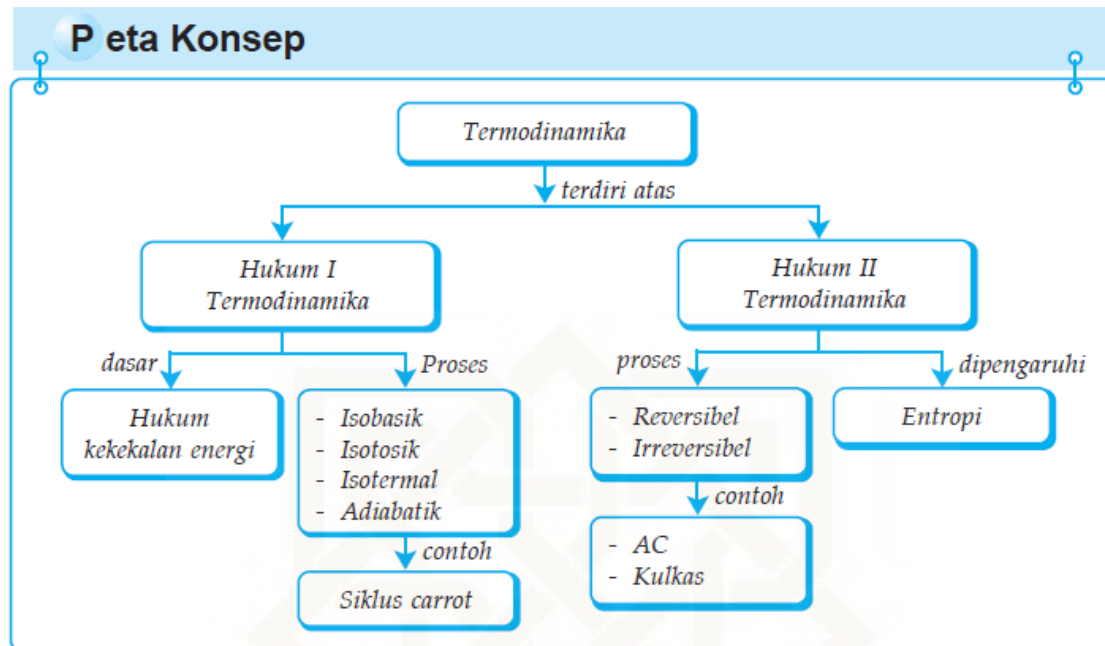 Peta Konsep
Termodinamika
terdiri atas
Hukum I
Termodinamika
Hukum II
Termodinamika
dasar
Proses
proses
dipengaruhi
Hukum
kekekalan energi
- Isobasik
- Isotosik
- Isotermal
- Adiabatik
- Reversibel
- Irreversibel
Entropi
contoh
contoh
Siklus carrot
- AC
- Kulkas